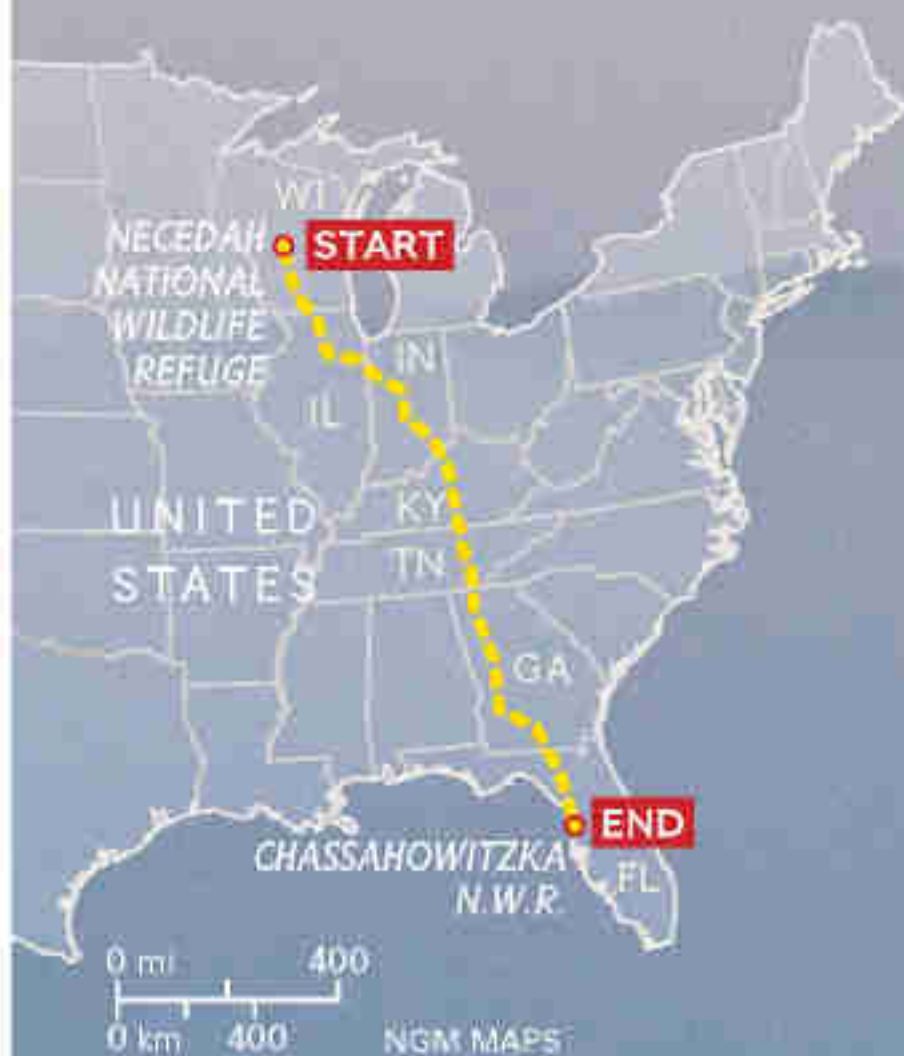 WI
NECEDAH
NATIONAL
WILDLIFE
REFUGE
START
IN
IL
KY
UNITED
STATES
TN
GA
END
CHASSAHOWITZKA
N.W.R.
FL
0 mi 400
0 km 400
NGM MAPS